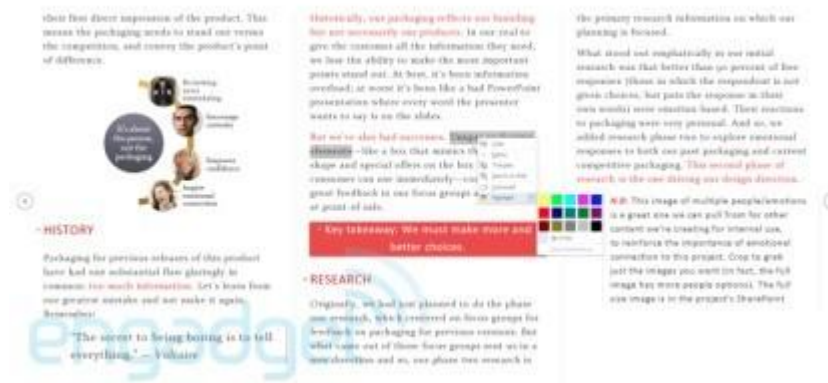 their first direct impression of the product. This
means the packaging needs to stand out versus
the competition, and convey the product's point
of difference.
It's about
the person,
not the
packaging
Encourage
Empower
confidence
Inspire
emotional
connection
HISTORY
Packaging for previous releases of this product
have had one substantial flaw glaringly in
common: too much information. Let's learn from
our greatest mistake and not make it again.
Remember:
"The secret to being boring is to tell
everything." — Voltaire
Historically, our packaging reflects our branding
but not necessarily our products. In our zeal to
give the customer all the information they need,
we lose the ability to make the most important
points stand out. At best, it's been information
overload; at worst it's been like a bad PowerPoint
presentation where every word the presenter
wants to say is on the slides.
But we've also had successes.
elements—like a box that mimics
shape and special offers on the box
consumer can use immediately—
great feedback in our focus groups
at point of sale.
Key takeaway: We must make more and
better choices.
RESEARCH
Originally, we had just planned to do the phase
one research, which centered on focus groups for
feedback on packaging for previous versions. But
what came out of those focus groups sent us in a
new direction and so, our phase two research is
the primary research information on which our
planning is focused.
What stood out emphatically in our initial
research was that better than 90 percent of free
responses (those in which the respondent is not
given choices, but puts the response in their
own words) were emotion based. Their reactions
to packaging were very personal. And so, we
added research phase two to explore emotional
responses to both our past packaging and current
competitive packaging. This second phase of
research is the one driving our design direction.
N.B. This image of multiple people/emotions
is a great one we can pull from for other
content we're creating for internal use,
to reinforce the importance of emotional
connection to this project. Crop to grab
just the images you want (in fact, the full
image has more people options). The full
size image is in the project's SharePoint
engadget